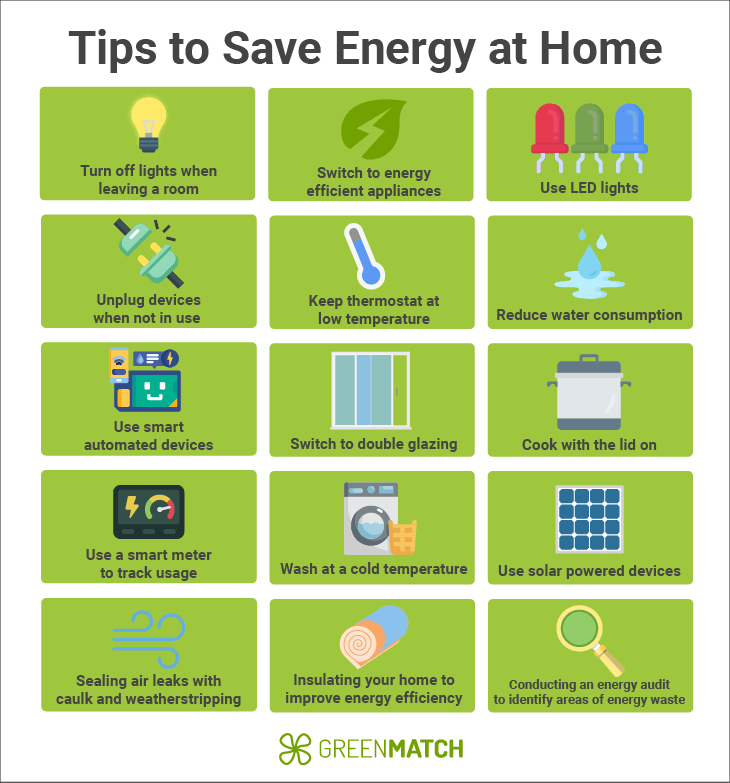 Tips to Save Energy at Home
Turn off lights when
leaving a room
Switch to energy
efficient appliances
Use LED lights
Unplug devices
when not in use
Keep thermostat at
low temperature
Reduce water consumption
Use smart
automated devices
Switch to double glazing
Cook with the lid on
Use a smart meter
to track usage
Wash at a cold temperature
Use solar powered devices
Sealing air leaks with
caulk and weatherstripping
Insulating your home to
improve energy efficiency
Conducting an energy audit
to identify areas of energy waste
GREENMATCH